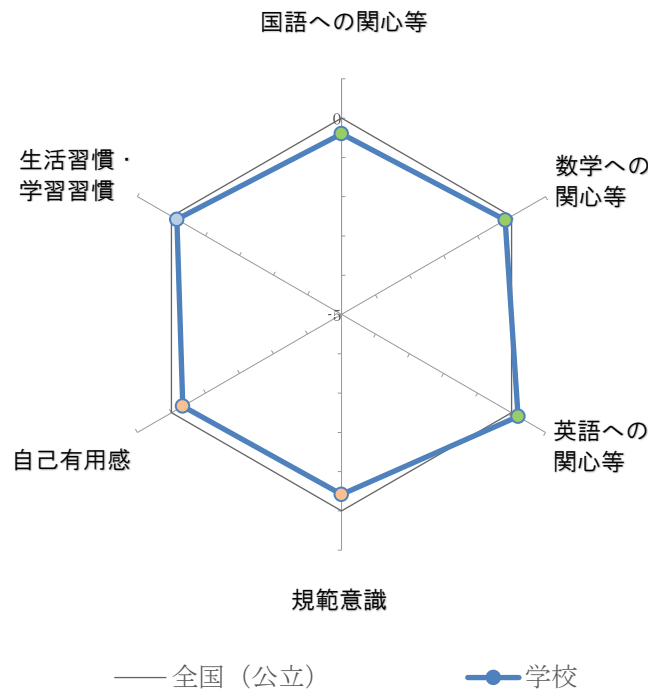 国語への関心等
0
生活習慣・
学習習慣
数学への
関心等
-5
自己有用感
英語への
関心等
規範意識
全国（公立）
学校